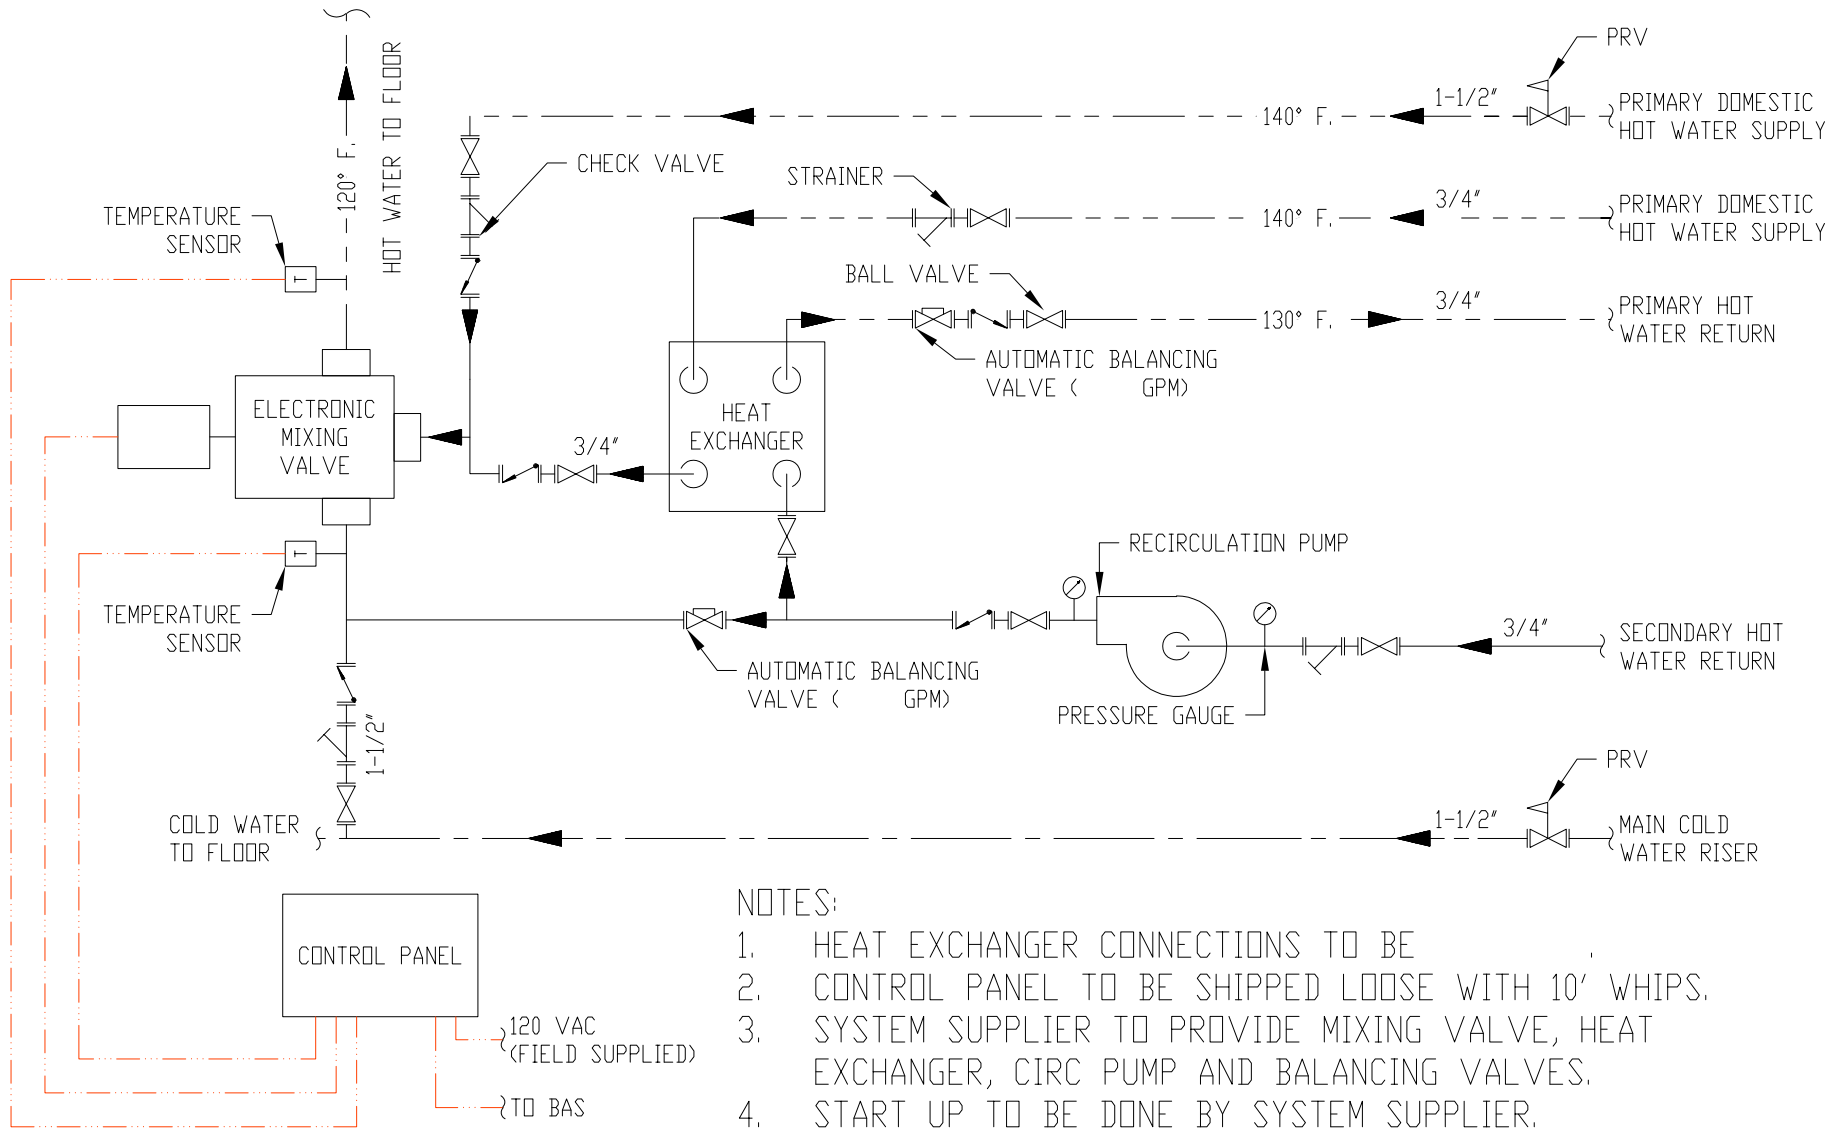 PRV
1-1/2"
PRIMARY DOMESTIC
HOT WATER SUPPLY
140° F.
HOT WATER TO FLOOR
120° F.
CHECK VALVE
STRAINER
3/4"
PRIMARY DOMESTIC
HOT WATER SUPPLY
140° F.
TEMPERATURE
SENSOR
T
BALL VALVE
3/4"
PRIMARY HOT
WATER RETURN
130° F.
AUTOMATIC BALANCING
VALVE (      GPM)
ELECTRONIC
MIXING
VALVE
HEAT
EXCHANGER
3/4"
RECIRCULATION PUMP
T
TEMPERATURE
SENSOR
3/4"
SECONDARY HOT
WATER RETURN
AUTOMATIC BALANCING
VALVE (      GPM)
PRESSURE GAUGE
1-1/2"
PRV
COLD WATER
TO FLOOR
1-1/2"
MAIN COLD
WATER RISER
CONTROL PANEL
120 VAC
(FIELD SUPPLIED)
TO BAS
NOTES:
1. HEAT EXCHANGER CONNECTIONS TO BE            .
2. CONTROL PANEL TO BE SHIPPED LOOSE WITH 10' WHIPS.
3. SYSTEM SUPPLIER TO PROVIDE MIXING VALVE, HEAT
EXCHANGER, CIRC PUMP AND BALANCING VALVES.
4. START UP TO BE DONE BY SYSTEM SUPPLIER.